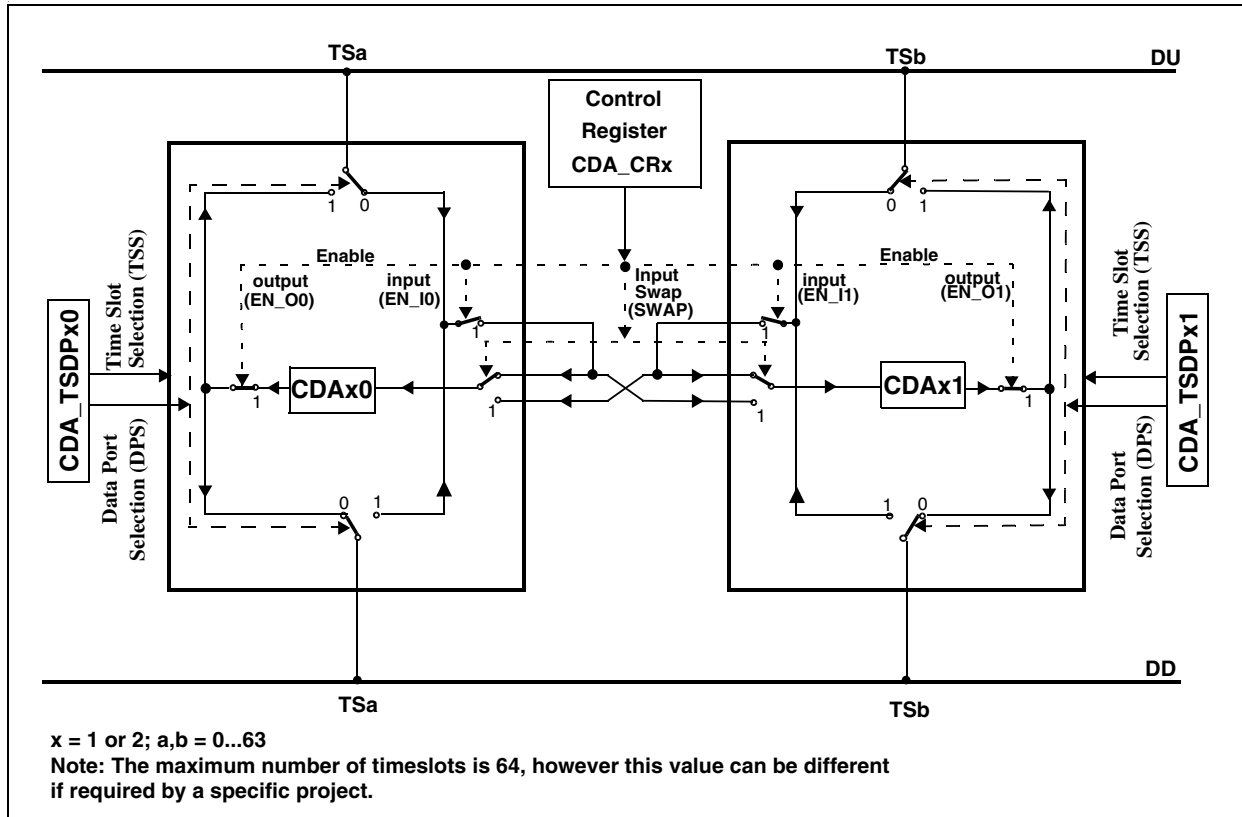 TSa
TSb
DU
Control
Register
CDA_CRx
1
0
0
1
Time Slot
Selection (TSS)
Enable
Enable
output
(EN_O0)
input
(EN_I0)
Input
Swap
(SWAP)
input
(EN_I1)
output
(EN_O1)
Time Slot
Selection (TSS)
1
1
CDA_TSDPx0
CDAx0
CDAx1
CDA_TSDPx1
1
1
1
1
Data Port
Selection (DPS)
0
1
1
0
Data Port
Selection (DPS)
DD
TSa
TSb
x = 1 or 2; a,b = 0...63
Note: The maximum number of timeslots is 64, however this value can be different
if required by a specific project.